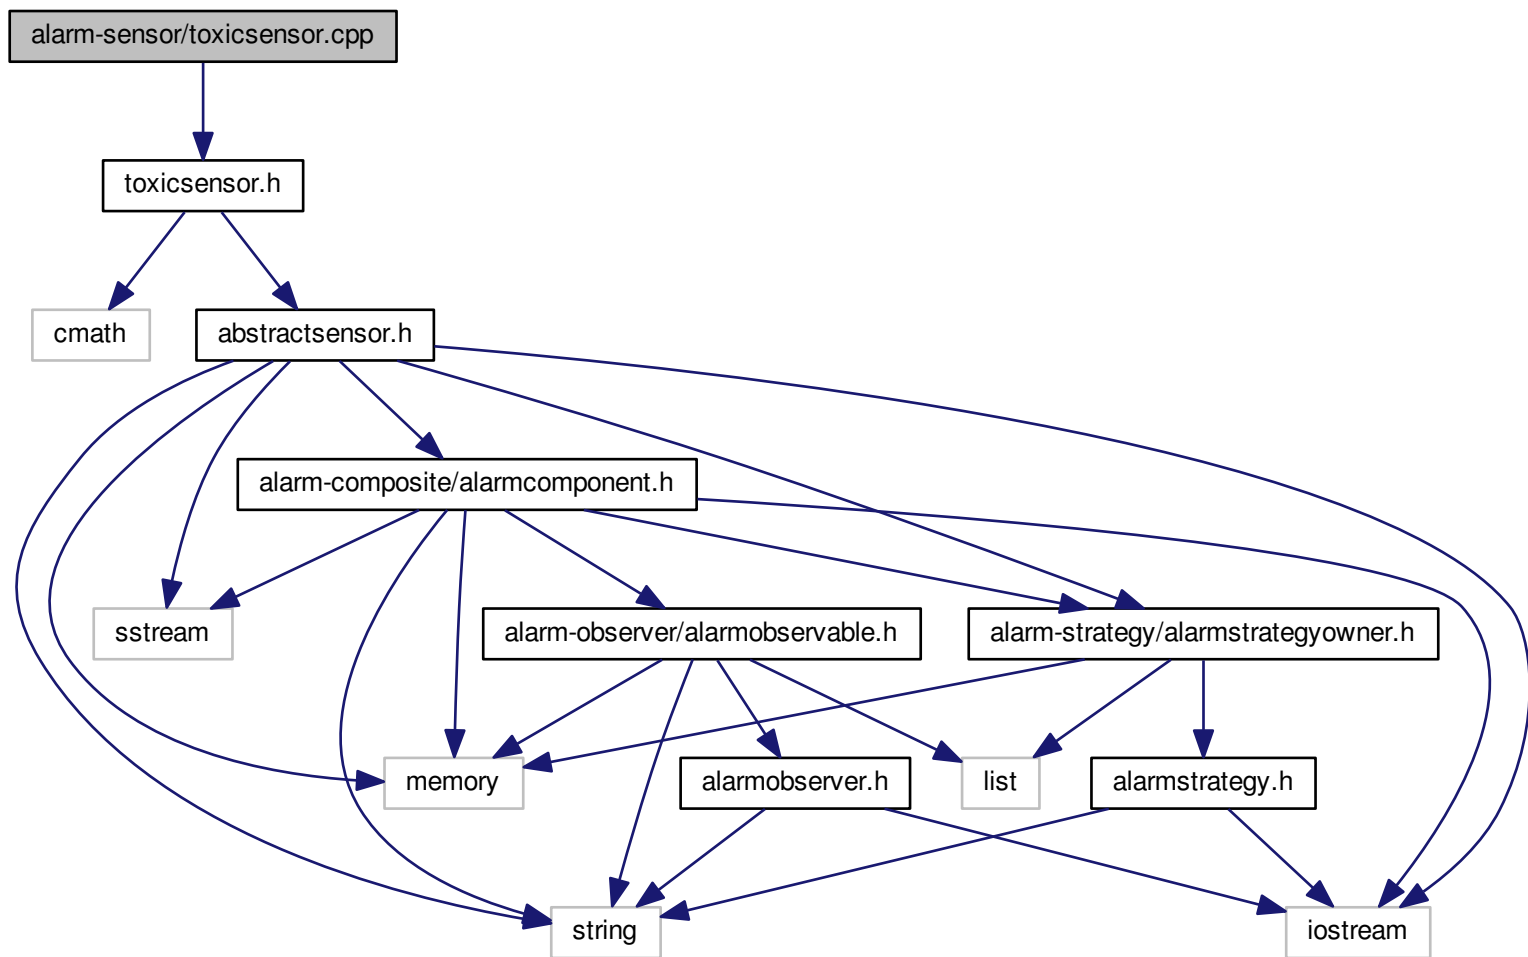 alarm-sensor/toxicsensor.cpp
toxicsensor.h
cmath
abstractsensor.h
alarm-composite/alarmcomponent.h
sstream
alarm-observer/alarmobservable.h
alarm-strategy/alarmstrategyowner.h
memory
alarmobserver.h
list
alarmstrategy.h
string
iostream